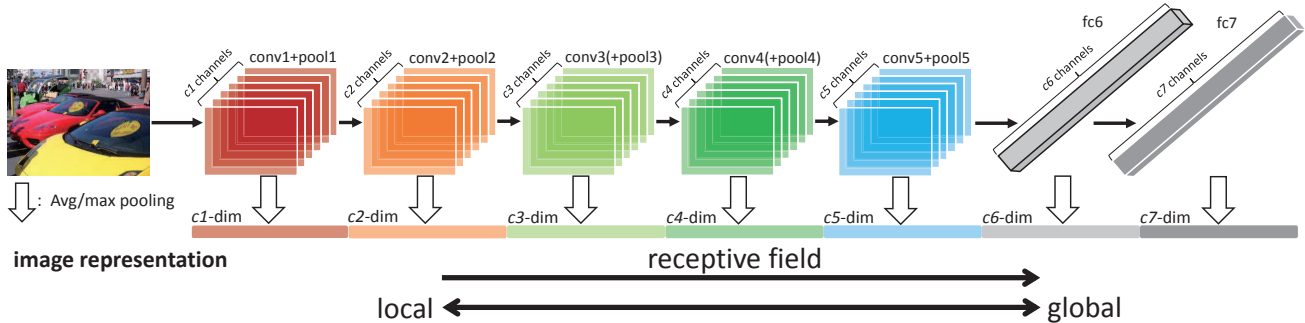 fc6
fc7
conv1+pool1
conv2+pool2
conv3(+pool3)
conv4(+pool4)
conv5+pool5
c1 channels
c2 channels
c3 channels
c4 channels
c5 channels
c6 channels
c7 channels
: Avg/max pooling
c1-dim
c2-dim
c3-dim
c4-dim
c5-dim
c6-dim
c7-dim
image representation
receptive field
local
global